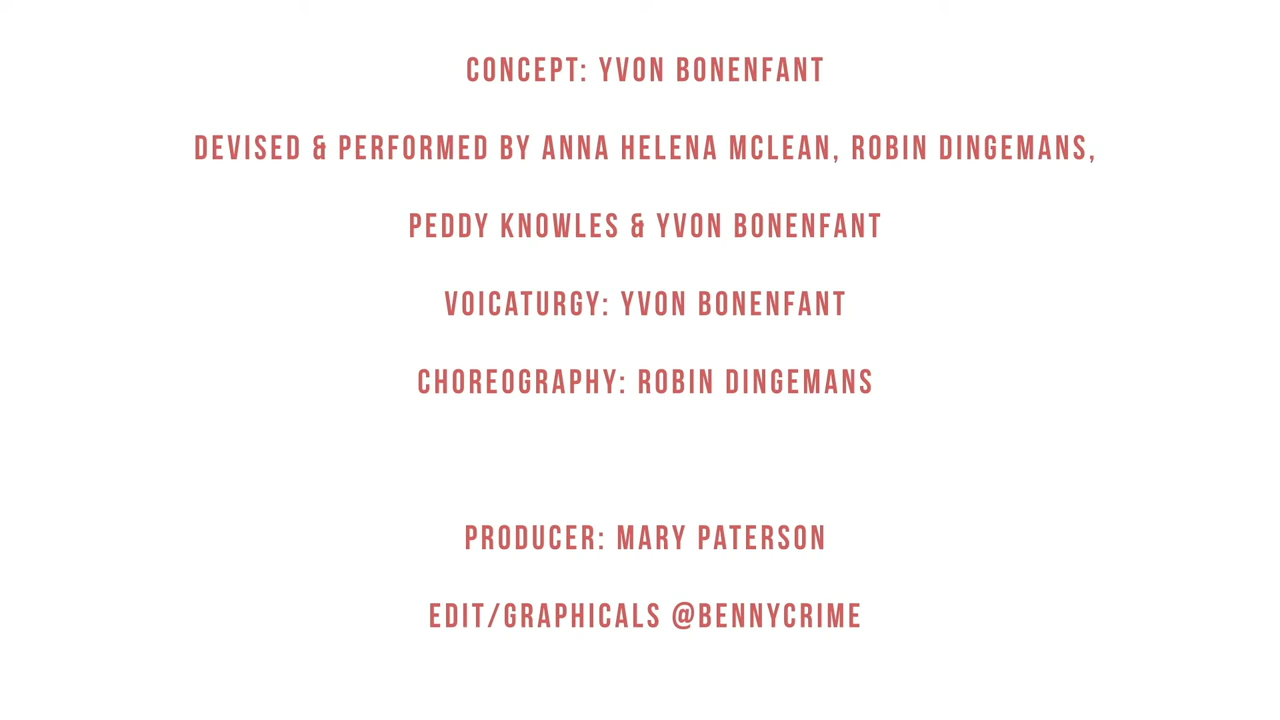 CONCEPT: YVON BONENFANT
DEVISED & PERFORMED BY ANNA HELENA MCLEAN, ROBIN DINGEMANS,
PEDDY KNOWLES & YVON BONENFANT
VOICATURGY: YVON BONENFANT
CHOREOGRAPHY: ROBIN DINGEMANS
PRODUCER: MARY PATERSON
EDIT/GRAPHICALS @BENNYCRIME